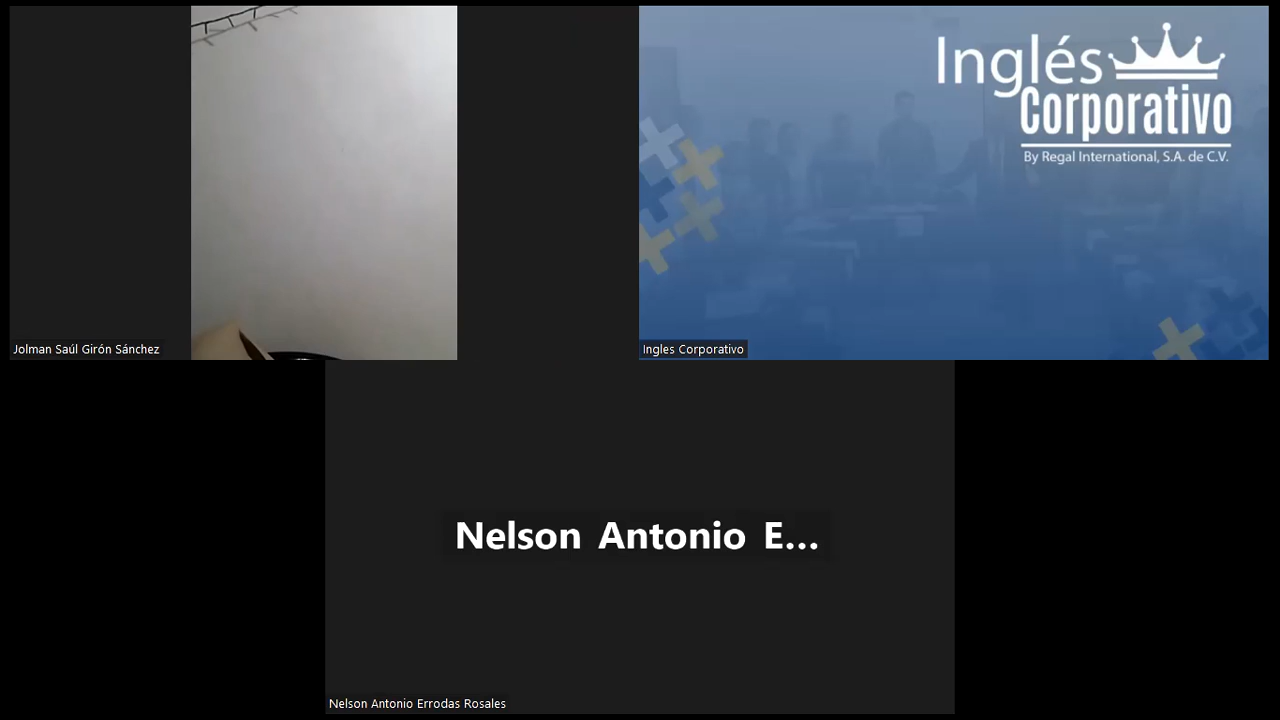 Inglés
Corporativo
By Regal International, S.A. de C.V.
Jolman Saúl Girón Sánchez
Ingles Corporativo
Nelson Antonio E...
Nelson Antonio Errodas Rosales